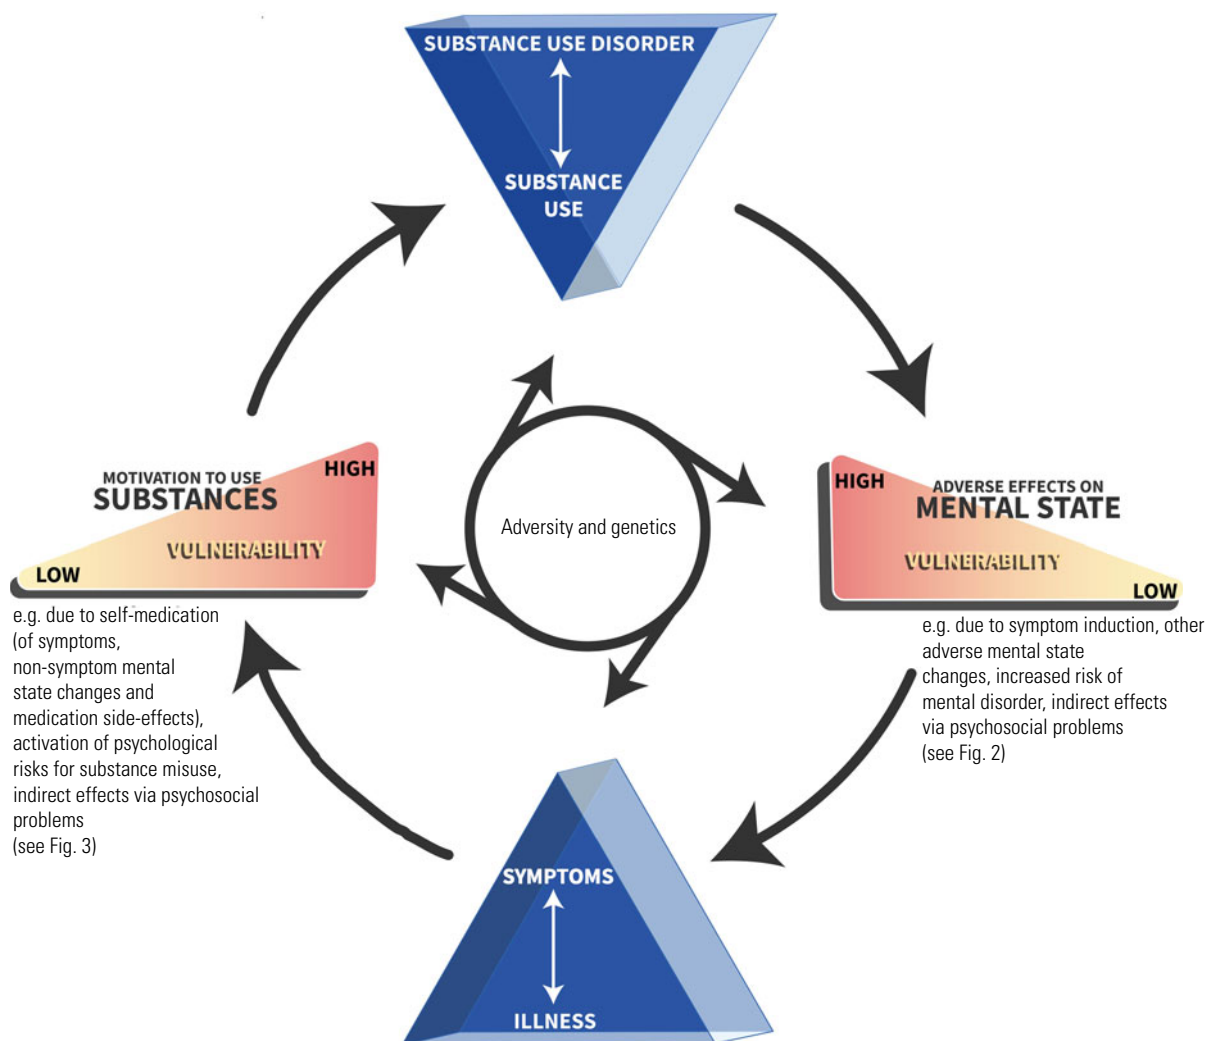 SUBSTANCE USE DISORDER
SUBSTANCE
USE
MOTIVATION TO USE
SUBSTANCES
HIGH
VULNERABILITY
LOW
e.g. due to self-medication
(of symptoms,
non-symptom mental
state changes and
medication side-effects),
activation of psychological
risks for substance misuse,
indirect effects via psychosocial
problems
(see Fig. 3)
Adversity and genetics
HIGH
ADVERSE EFFECTS ON
MENTAL STATE
VULNERABILITY
LOW
e.g. due to symptom induction, other
adverse mental state
changes, increased risk of
mental disorder, indirect effects
via psychosocial problems
(see Fig. 2)
SYMPTOMS
ILLNESS